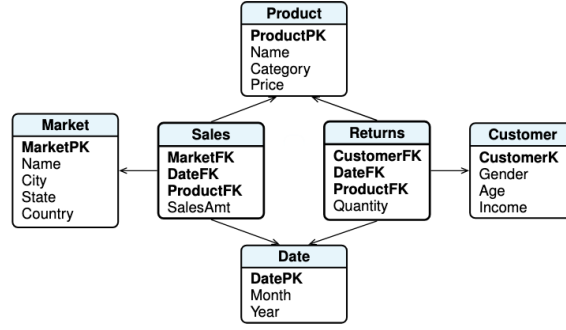 Product
ProductPK
Name
Category
Price
Market
MarketPK
Name
City
State
Country
Sales
MarketFK
DateFK
ProductFK
SalesAmt
Returns
CustomerFK
DateFK
ProductFK
Quantity
Customer
CustomerK
Gender
Age
Income
Date
DatePK
Month
Year